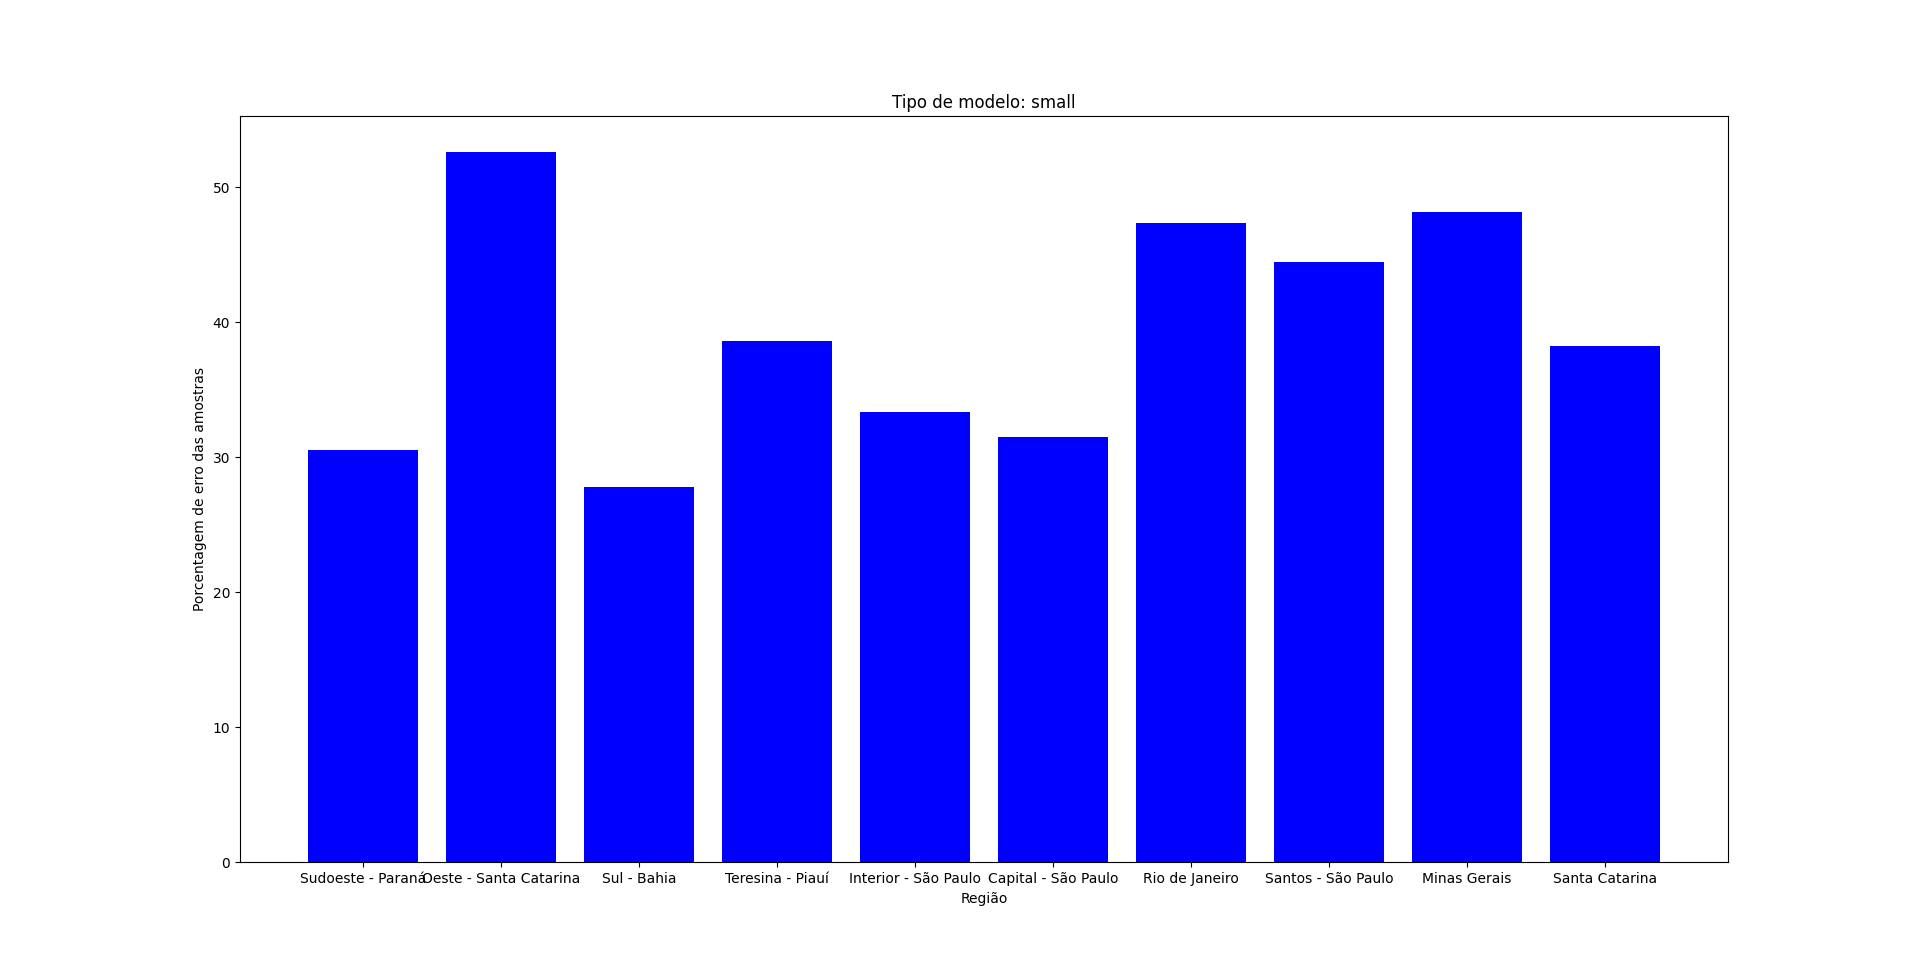 Tipo de modelo: small
Porcentagem de erro das amostras
50
40
30
20
10
0
Sudoeste - Paraná Oeste - Santa Catarina Sul - Bahia Teresina - Piauí Interior - São Paulo Capital - São Paulo Rio de Janeiro Santos - São Paulo Minas Gerais Santa Catarina
Região